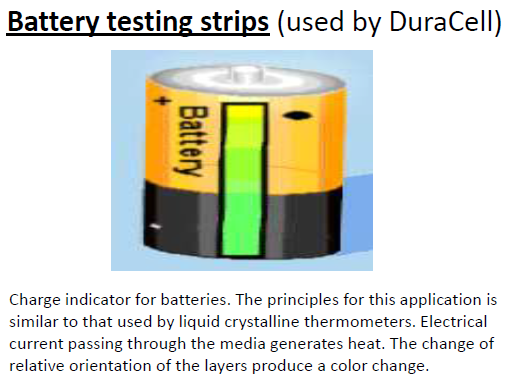 Battery testing strips (used by DuraCell)
+
Battery
-
Charge indicator for batteries. The principles for this application is
similar to that used by liquid crystalline thermometers. Electrical
current passing through the media generates heat. The change of
relative orientation of the layers produce a color change.